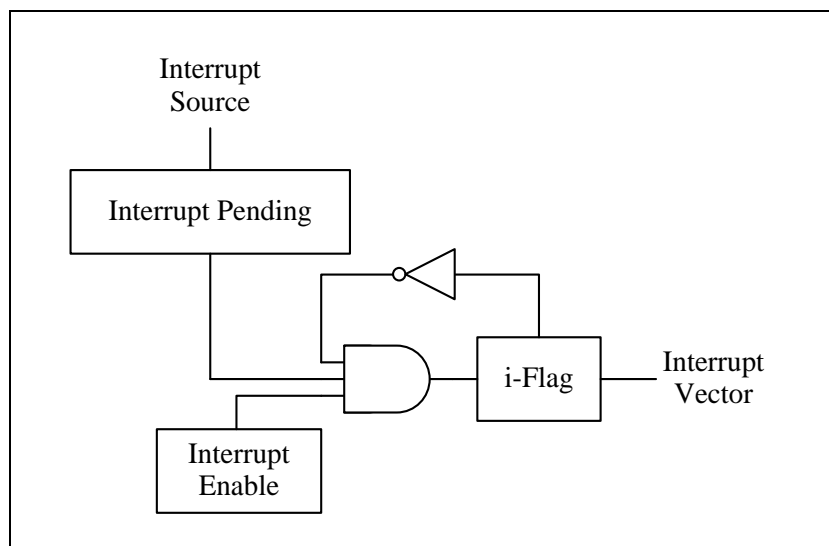 Interrupt
Source
Interrupt Pending
i-Flag
Interrupt
Vector
Interrupt
Enable